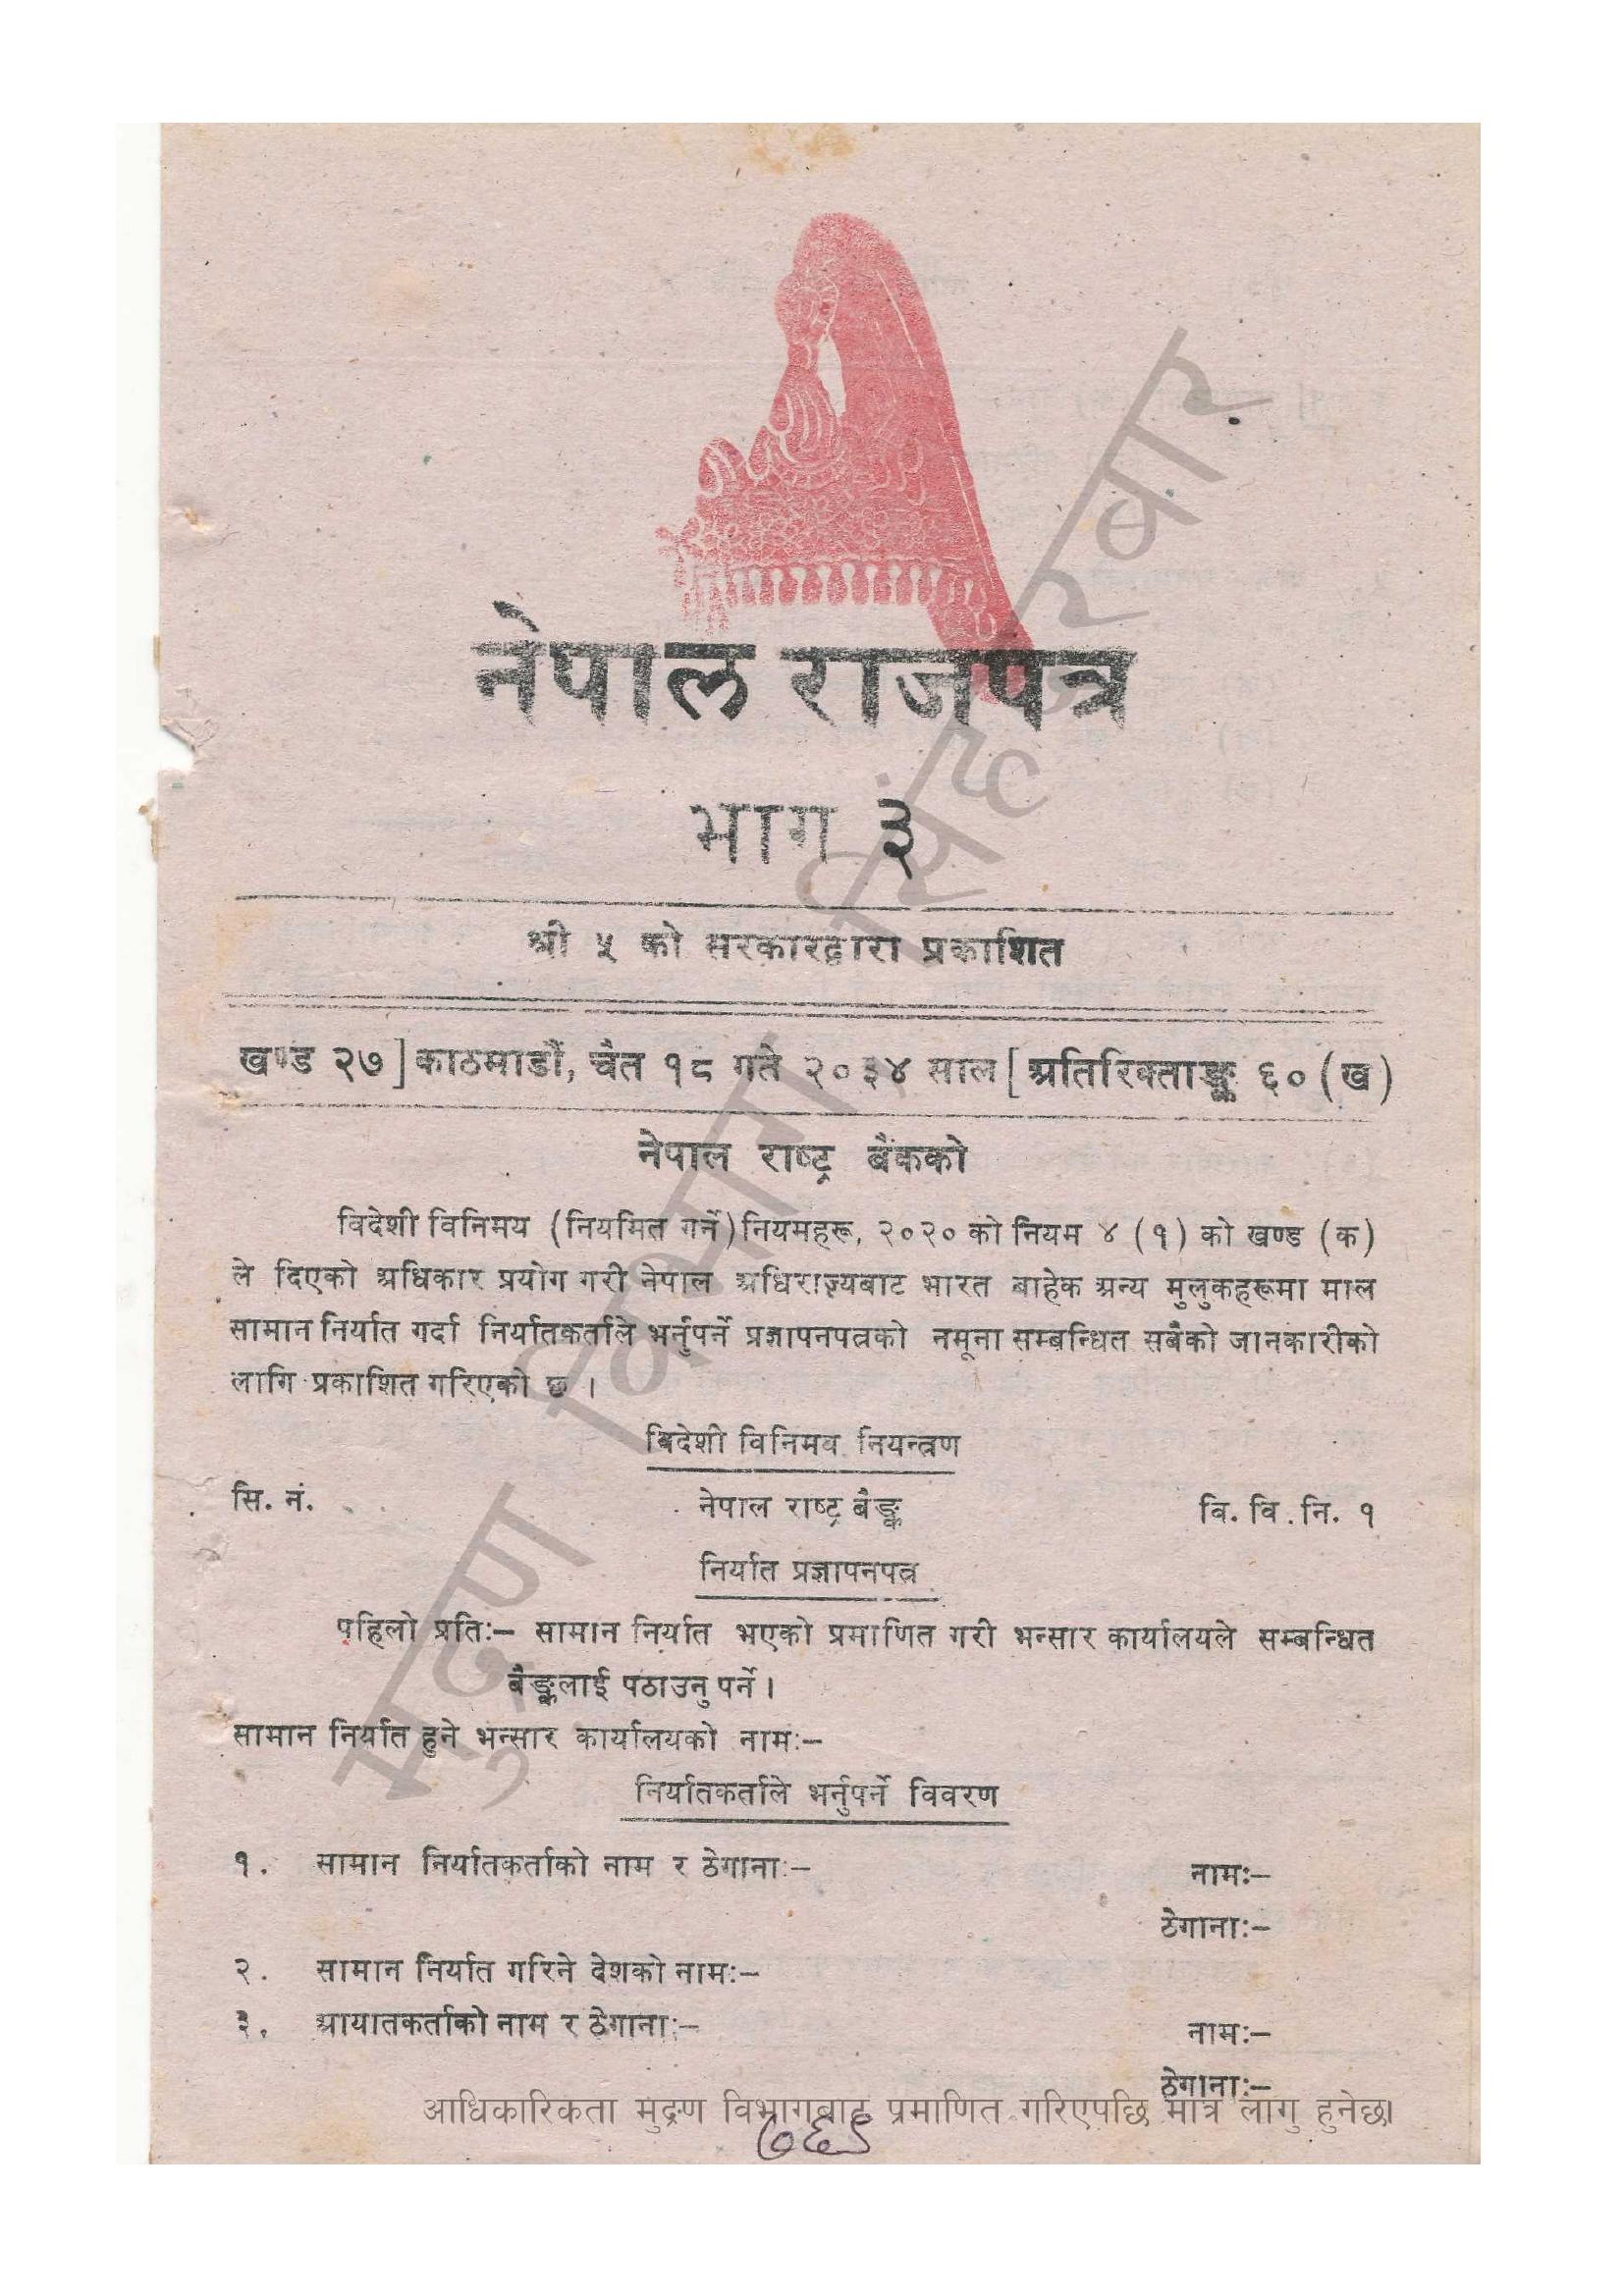 नेपाल राजपत्र
भाग ३
श्री ५ को सरकारद्वारा प्रकाशित
खण्ड २७] काठमाडौं, चैत १८ गते २०३४ साल [अतिरिक्ताङ्क ६० (ख)
नेपाल राष्ट्र बैंकको
विदेशी विनिमय (नियमित गर्ने) नियमहरू, २०२० को नियम ४ (१) को खण्ड (क)
ले दिएको अधिकार प्रयोग गरी नेपाल अधिराज्यबाट भारत बाहेक अन्य मुलुकहरूमा माल
सामान निर्यात गर्दा निर्यातकर्ताले भर्नुपर्ने प्रज्ञापनपत्रको नमूना सम्बन्धित सबैको जानकारीको
लागि प्रकाशित गरिएको छ ।
विदेशी विनिमय नियन्त्रण
सि. नं. नेपाल राष्ट्र बैङ्क वि. वि. नि. १
निर्यात प्रज्ञापनपत्र
पहिलो प्रतिः– सामान निर्यात भएको प्रमाणित गरी भन्सार कार्यालयले सम्बन्धित
बैङ्कलाई पठाउनु पर्ने ।
सामान निर्यात हुने भन्सार कार्यालयको नामः–
निर्यातकर्ताले भर्नुपर्ने विवरण
१. सामान निर्यातकर्ताको नाम र ठेगानाः– नामः–
ठेगानाः–
२. सामान निर्यात गरिने देशको नामः–
३. आयातकर्ताको नाम र ठेगानाः– नामः–
ठेगानाः–
आधिकारिकता मुद्रण विभागबाट प्रमाणित गरिएपछि मात्र लागु हुनेछ।
७६९
मुद्रण विभाग सिंहदरबार